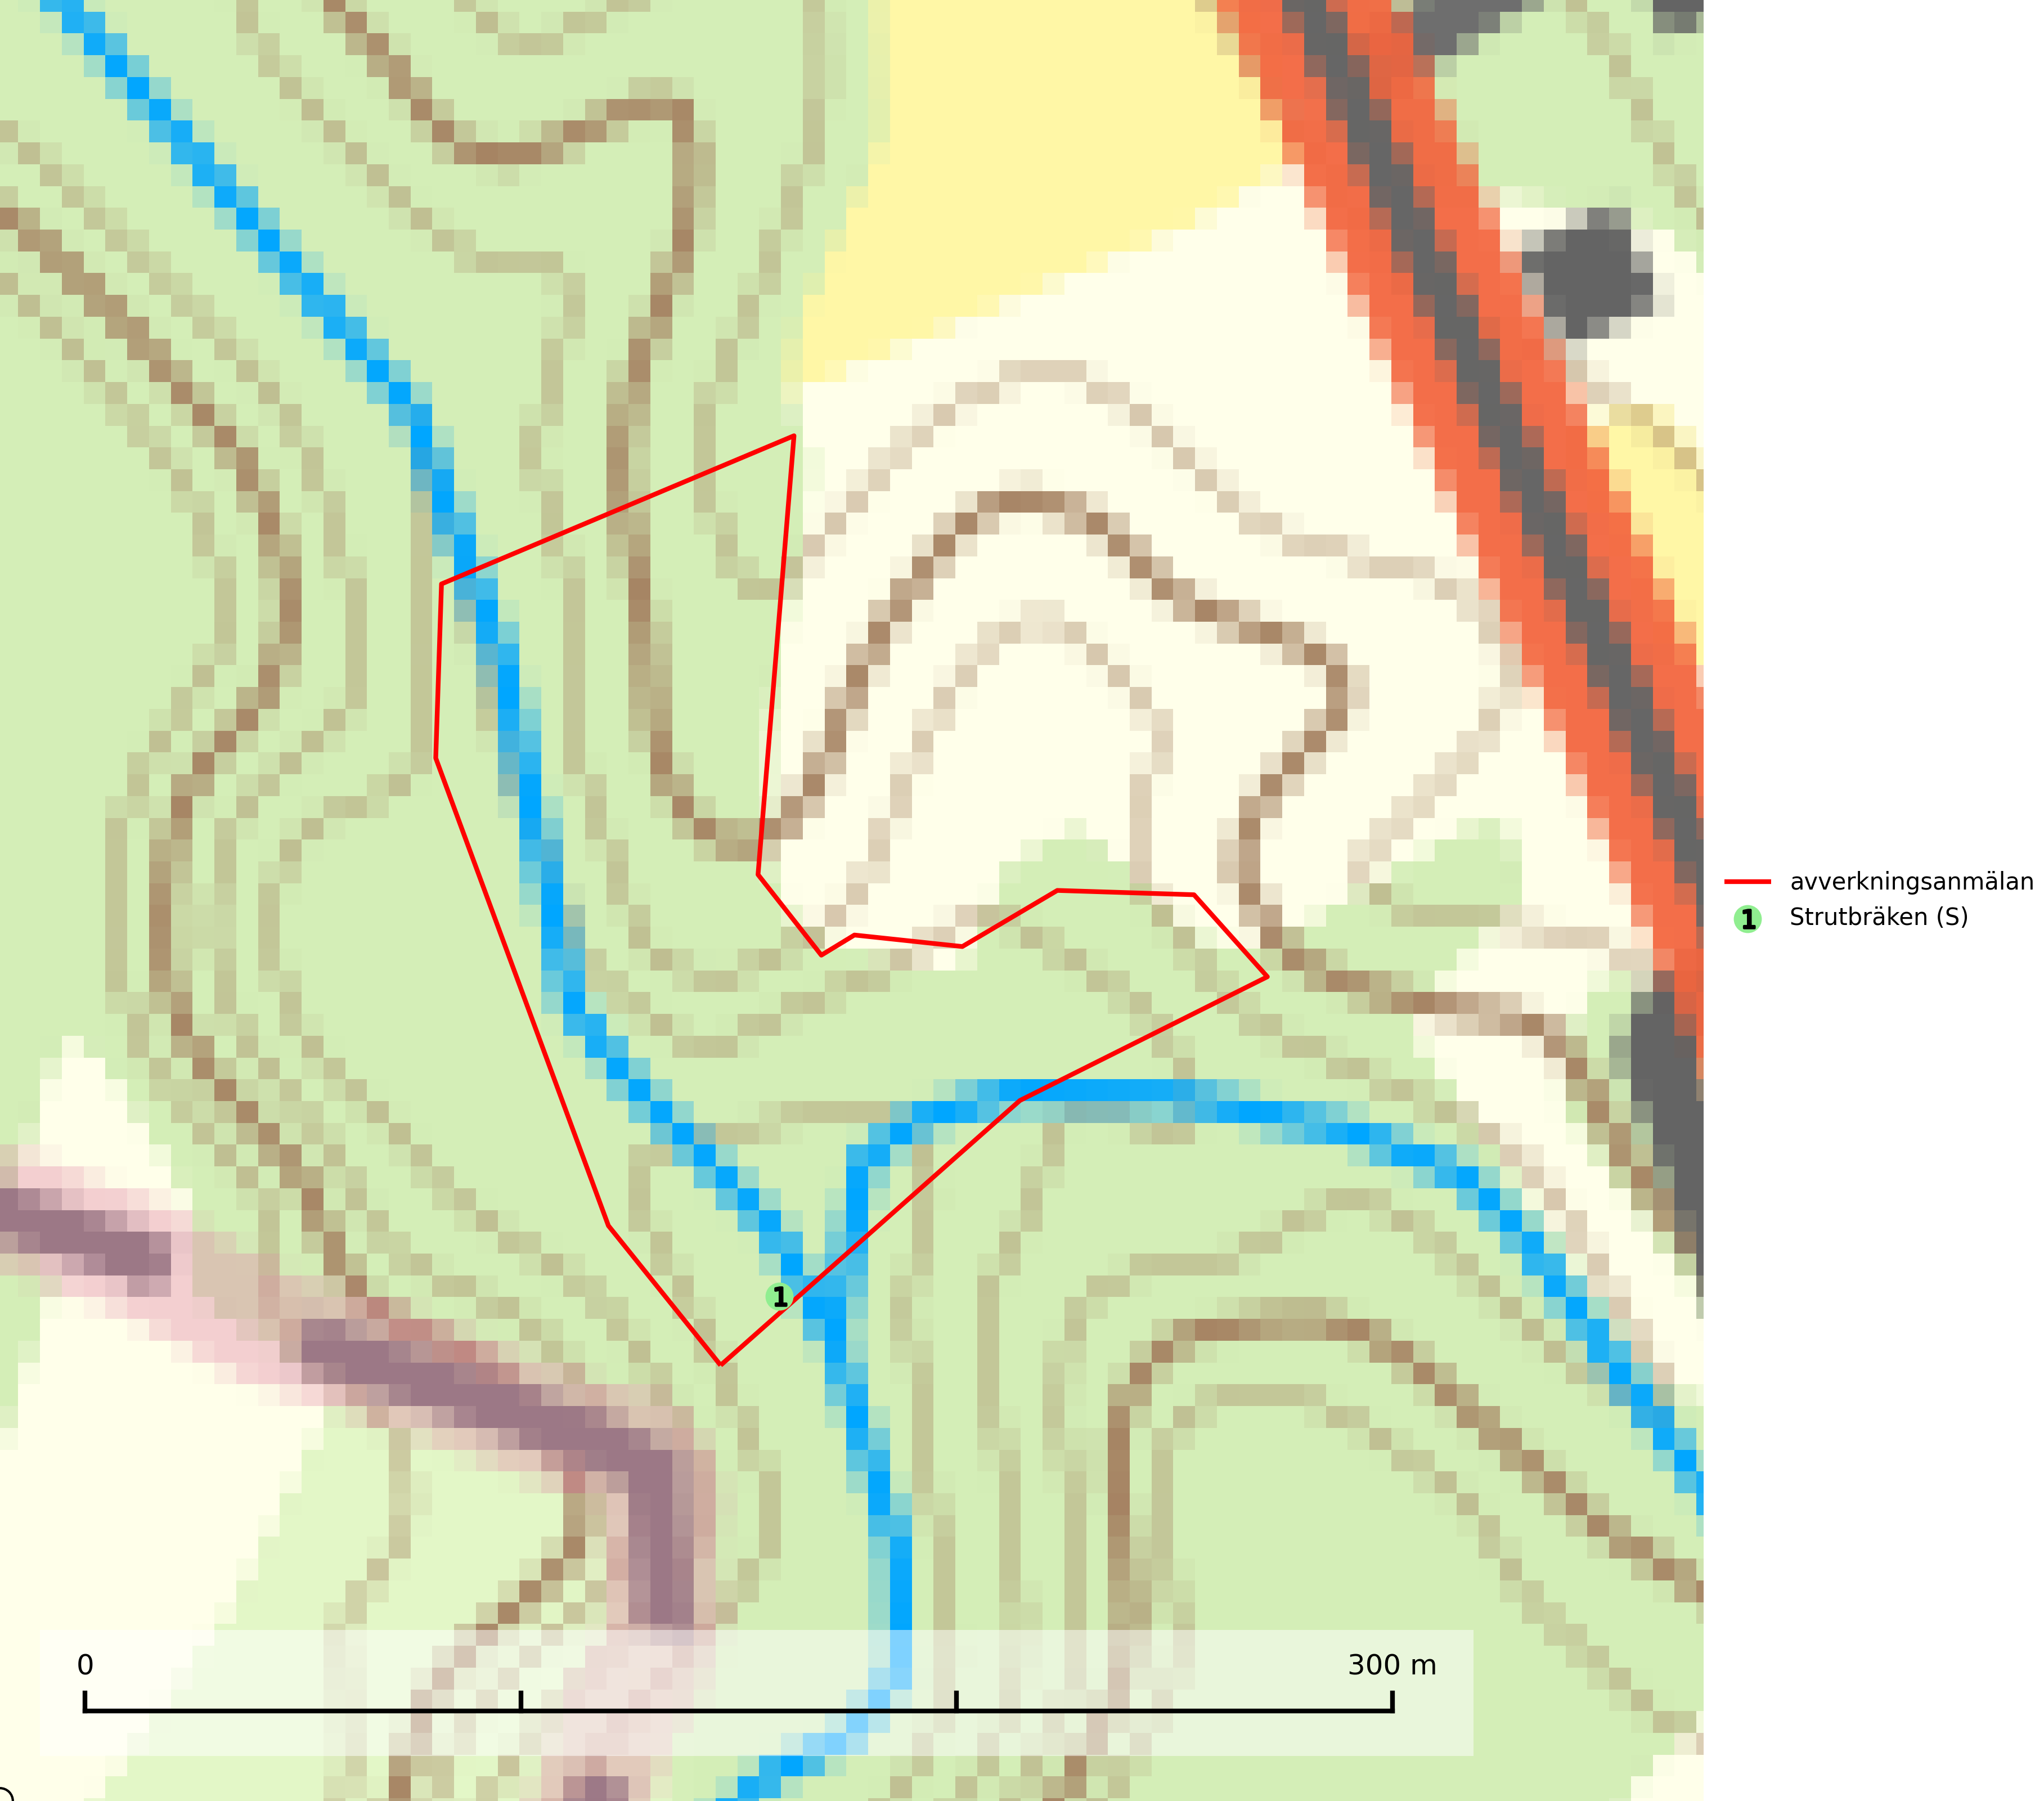 avverkningsanmälan
1 Strutbräken (S)
1
0 300 m